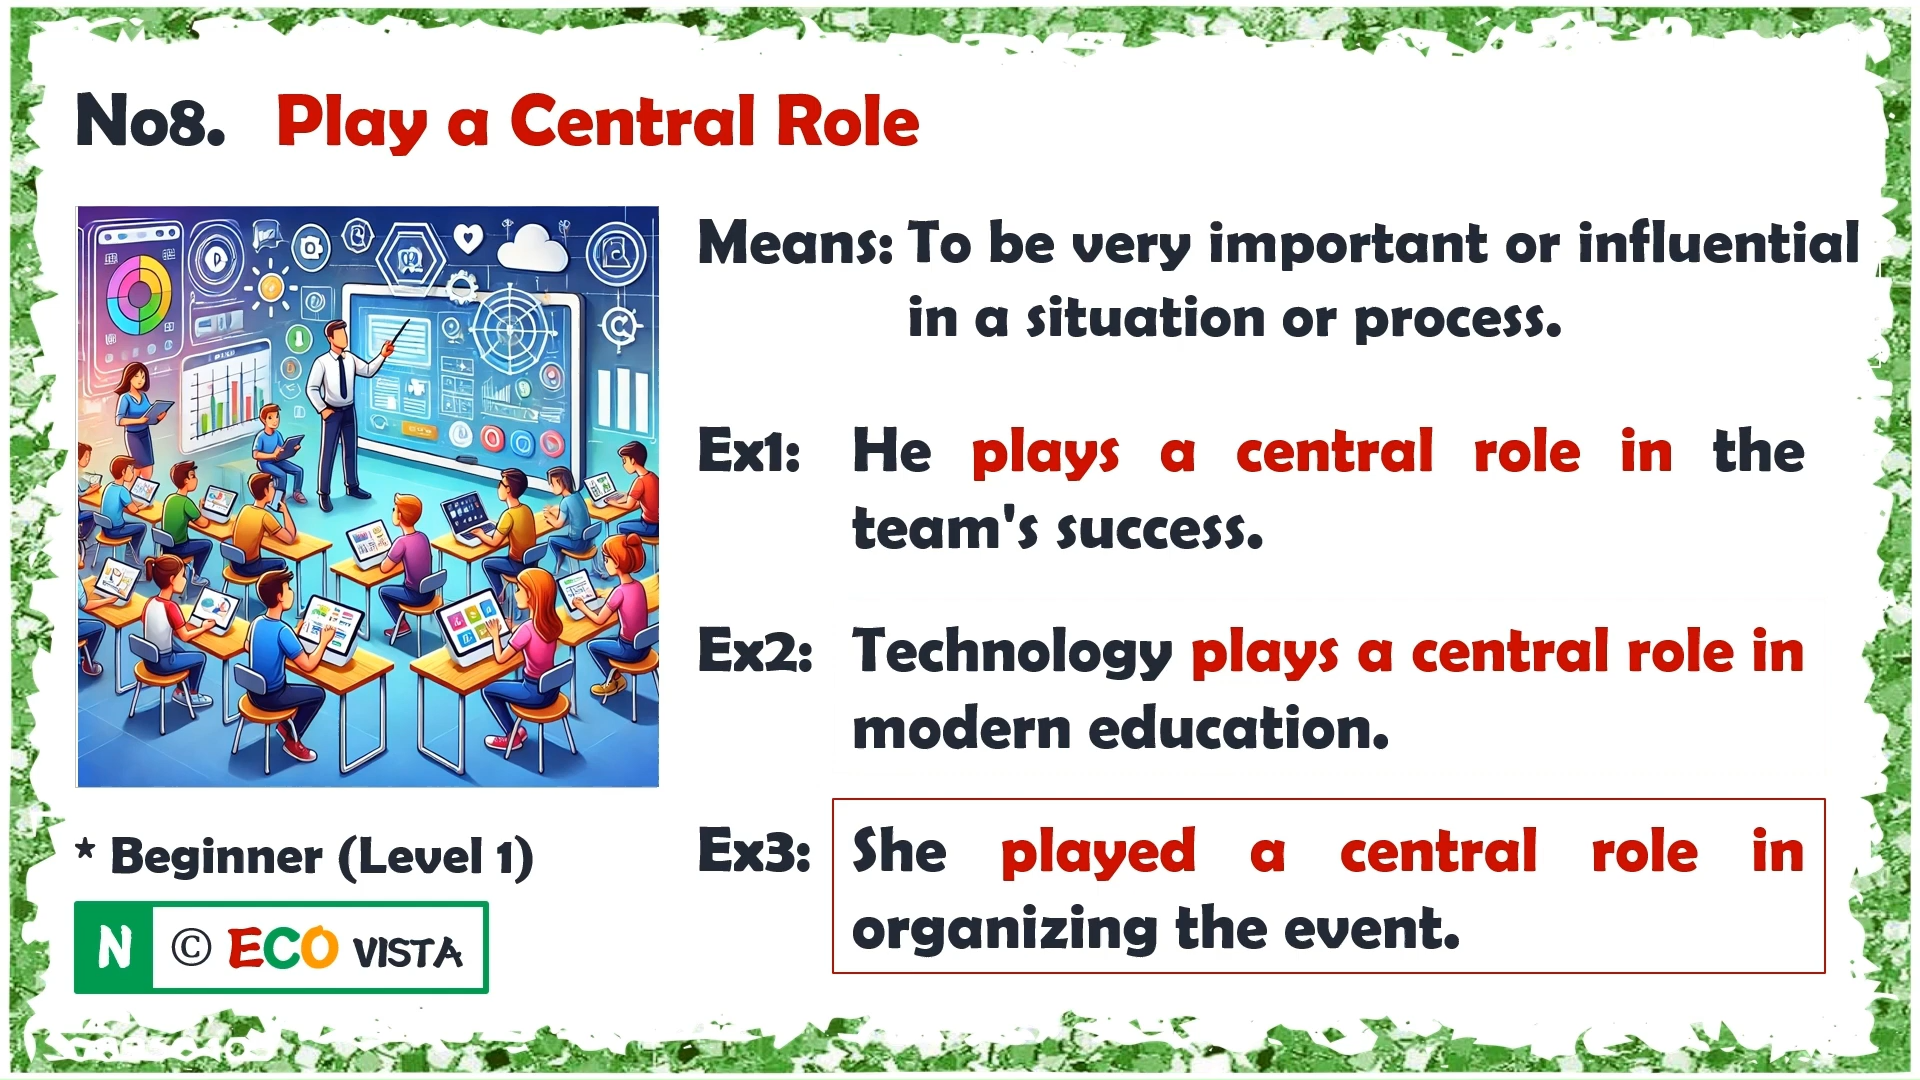 No8. Play a Central Role
Means: To be very important or influential
in a situation or process.
Ex1: He plays a central role in the
team's success.
Ex2: Technology plays a central role in
modern education.
* Beginner (Level 1)
Ex3: She played a central role in
organizing the event.
N © ECO VISTA